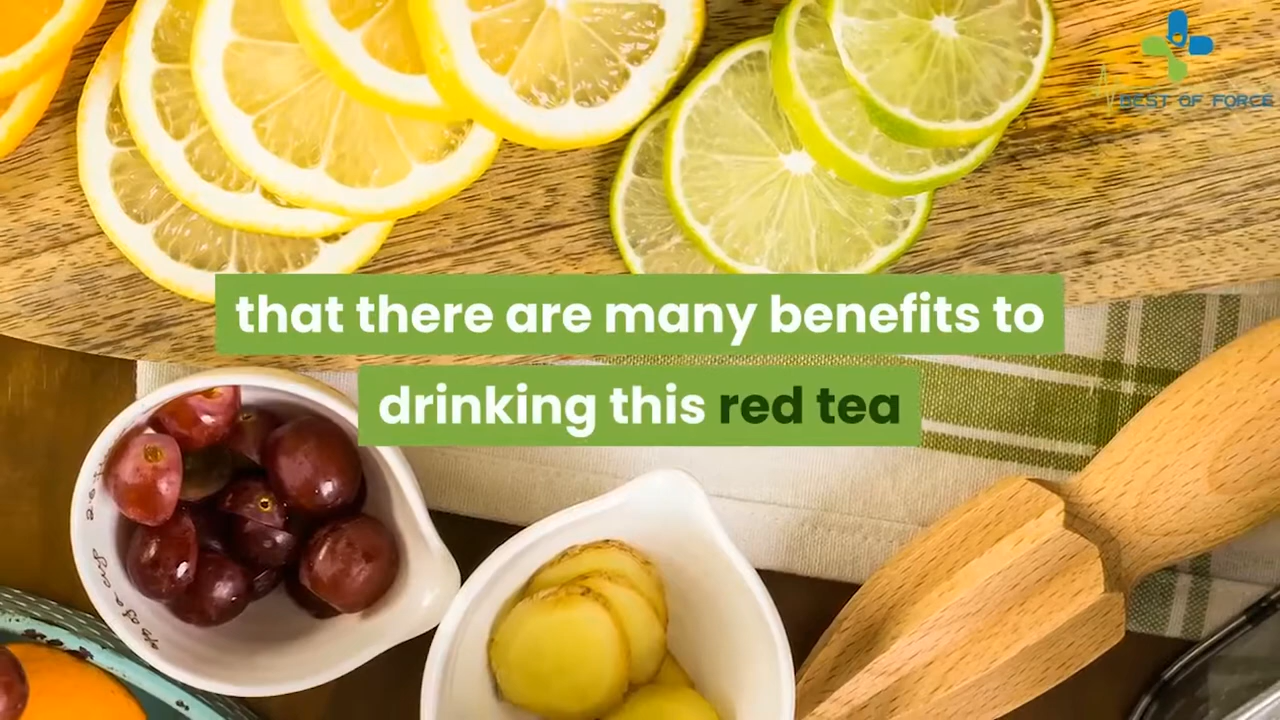 BEST OF FORCE
that there are many benefits to
drinking this red tea